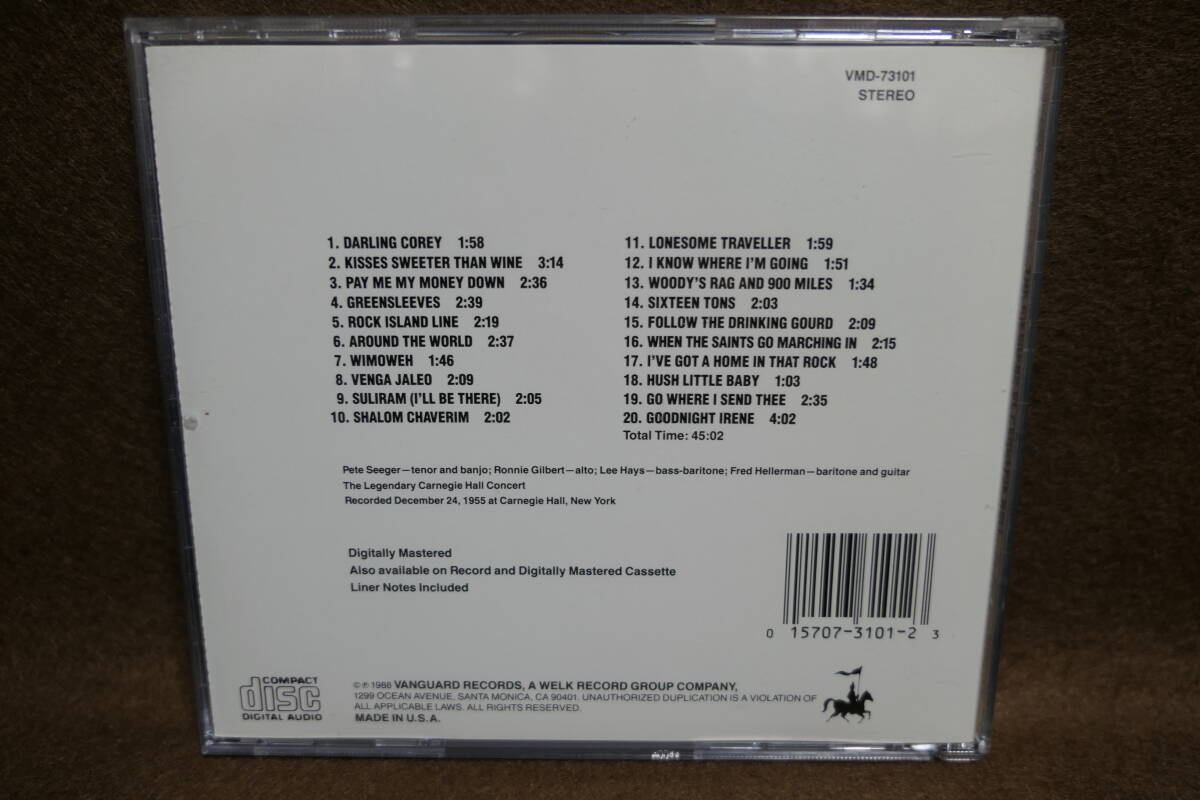 VMD-73101
STEREO
1. DARLING COREY 1:58
2. KISSES SWEETER THAN WINE 3:14
3. PAY ME MY MONEY DOWN 2:36
4. GREENSLEEVES 2:39
5. ROCK ISLAND LINE 2:19
6. AROUND THE WORLD 2:37
7. WIMOWEH 1:46
8. VENGA JALEO 2:09
9. SULIRAM (I'LL BE THERE) 2:05
10. SHALOM CHAVERIM 2:02
11. LONESOME TRAVELLER 1:59
12. I KNOW WHERE I'M GOING 1:51
13. WOODY'S RAG AND 900 MILES 1:34
14. SIXTEEN TONS 2:03
15. FOLLOW THE DRINKING GOURD 2:09
16. WHEN THE SAINTS GO MARCHING IN 2:15
17. I'VE GOT A HOME IN THAT ROCK 1:48
18. HUSH LITTLE BABY 1:03
19. GO WHERE I SEND THEE 2:35
20. GOODNIGHT IRENE 4:02
Total Time: 45:02
Pete Seeger—tenor and banjo; Ronnie Gilbert—alto; Lee Hays—bass-baritone; Fred Hellerman—baritone and guitar
The Legendary Carnegie Hall Concert
Recorded December 24, 1955 at Carnegie Hall, New York
Digitally Mastered
Also available on Record and Digitally Mastered Cassette
Liner Notes Included
0 15707-3101-2 3
COMPACT
disc
DIGITAL AUDIO
©℗ 1988 VANGUARD RECORDS, A WELK RECORD GROUP COMPANY,
1299 OCEAN AVENUE, SANTA MONICA, CA 90401. UNAUTHORIZED DUPLICATION IS A VIOLATION OF
ALL APPLICABLE LAWS. ALL RIGHTS RESERVED.
MADE IN U.S.A.